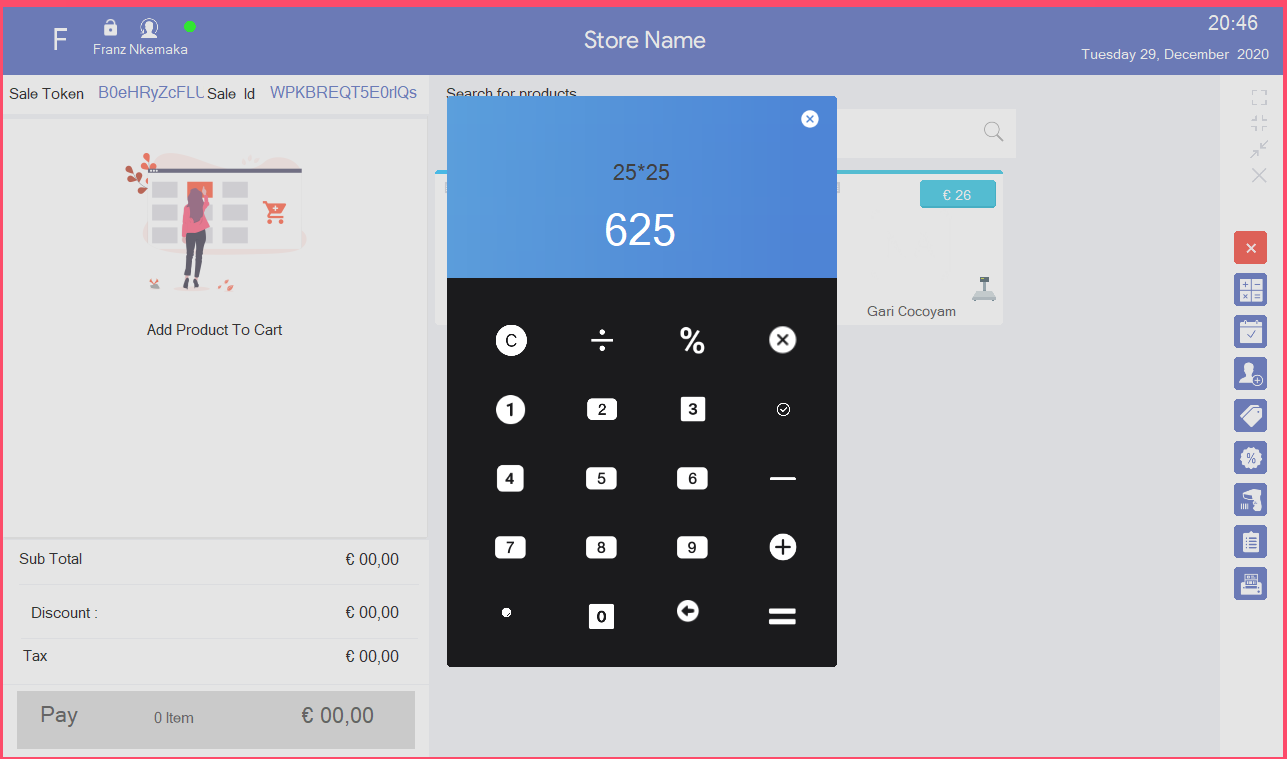 F
Franz Nkemaka
Store Name
20:46
Tuesday 29, December 2020
Sale Token B0eHRyZcFLU Sale Id WPKBREQT5E0rlQs
Search for products
25*25
625
€ 26
Gari Cocoyam
Add Product To Cart
C ÷ %
1 2 3
4 5 6 —
7 8 9 +
. 0 =
Sub Total € 00,00
Discount : € 00,00
Tax € 00,00
Pay 0 Item € 00,00